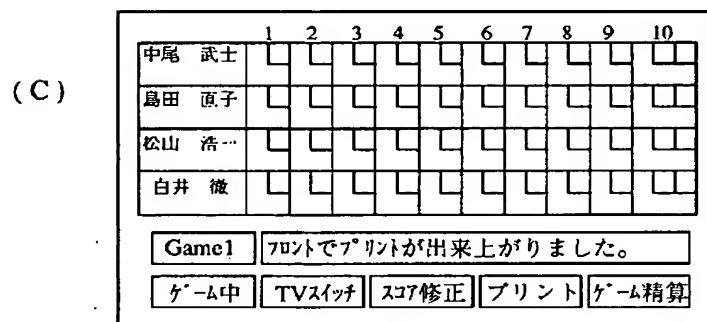 1 2 3 4 5 6 7 8 9 10
中尾 武士
(C)
島田 直子
松山 浩一
白井 徹
Game1 フロントでプリントが出来上がりました。
ゲーム中 TVスイッチ スコア修正 プリント ゲーム精算